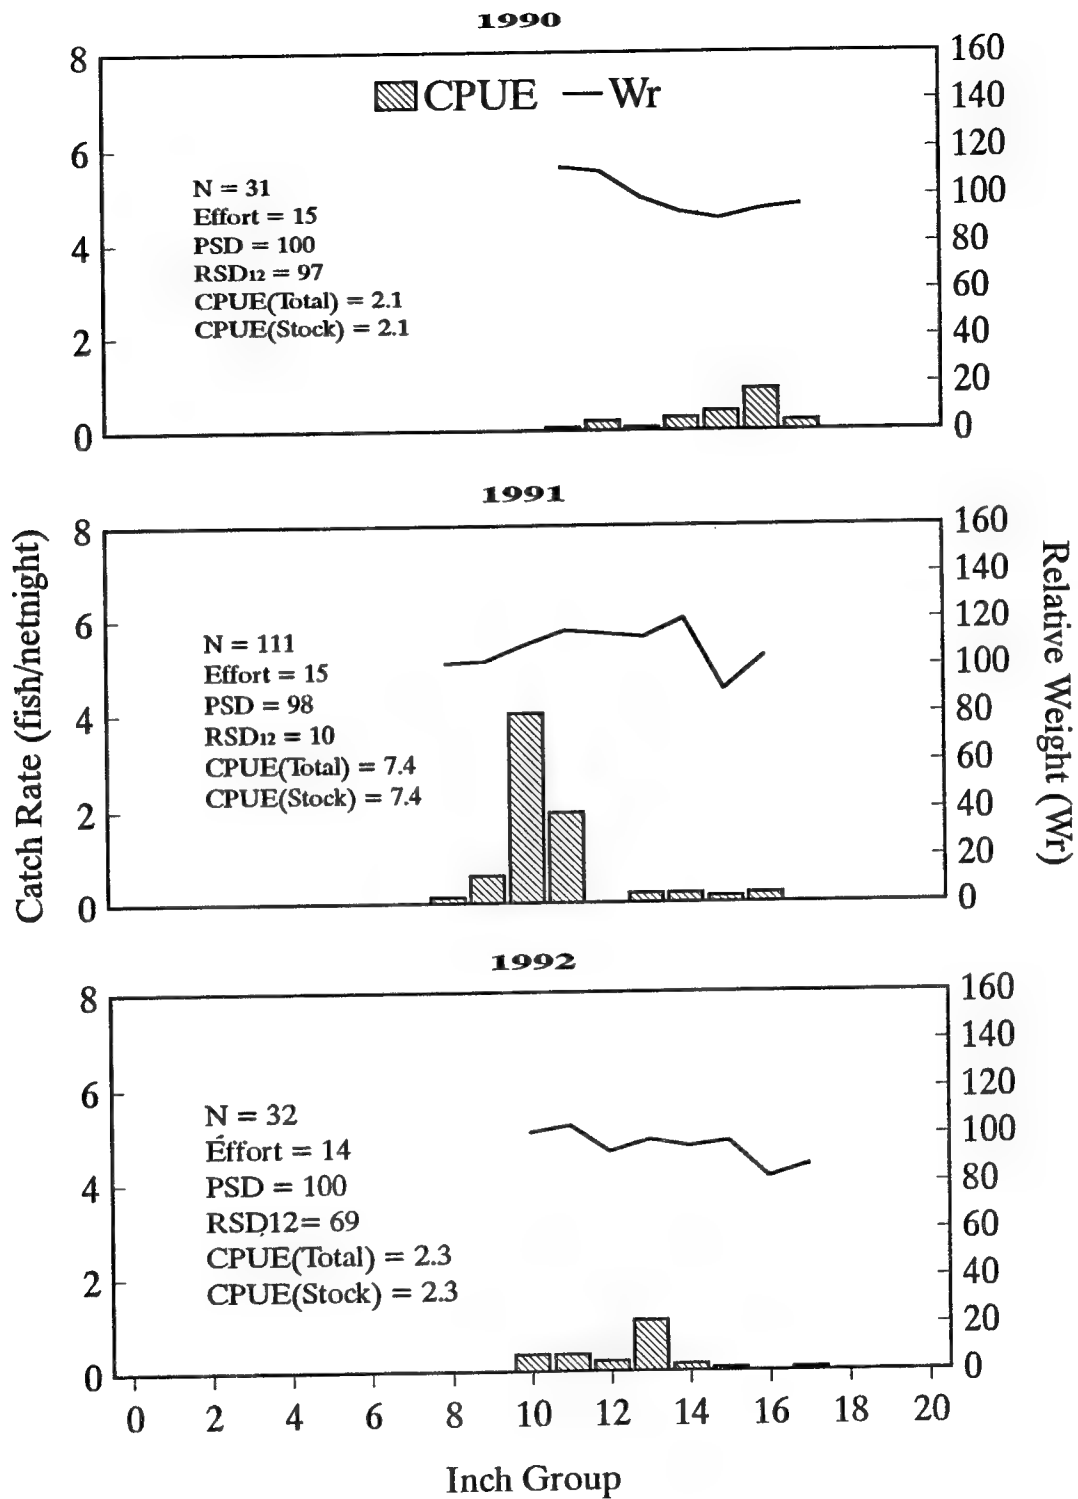 1990
8
6
4
2
0
CPUE Wr
N = 31
Effort = 15
PSD = 100
RSD12 = 97
CPUE(Total) = 2.1
CPUE(Stock) = 2.1
160
140
120
100
80
60
40
20
0
1991
Catch Rate (fish/netnight)
8
6
4
2
0
N = 111
Effort = 15
PSD = 98
RSD12 = 10
CPUE(Total) = 7.4
CPUE(Stock) = 7.4
160
140
120
100
80
60
40
20
0
Relative Weight (Wr)
1992
8
6
4
2
0
N = 32
Effort = 14
PSD = 100
RSD12= 69
CPUE(Total) = 2.3
CPUE(Stock) = 2.3
160
140
120
100
80
60
40
20
0
0 2 4 6 8 10 12 14 16 18 20
Inch Group